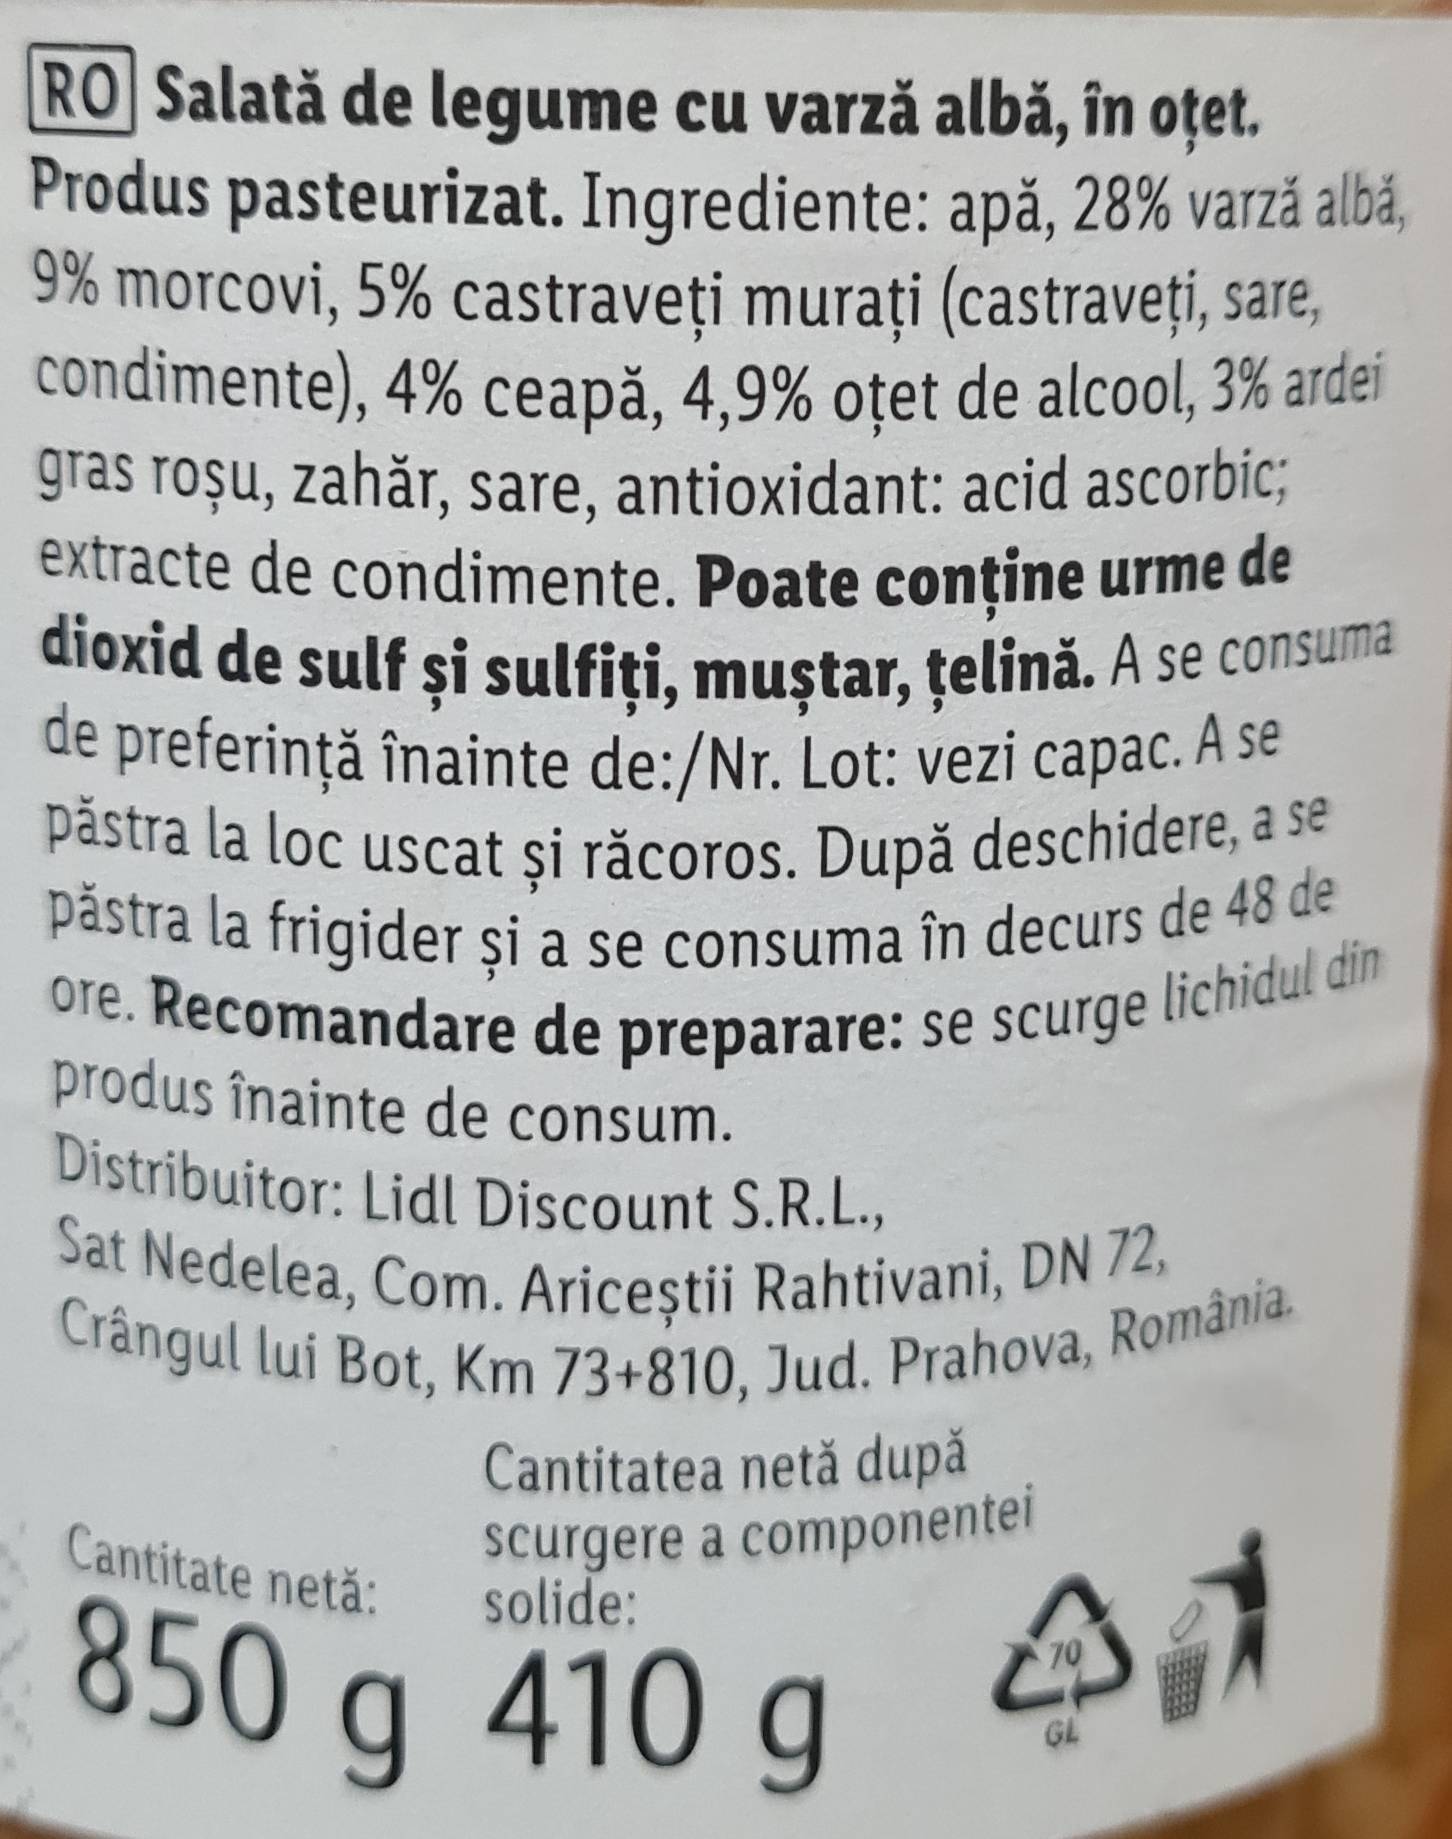 RO Salată de legume cu varză albă, în oțet.
Produs pasteurizat. Ingrediente: apă, 28% varză albă,
9% morcovi, 5% castraveți murați (castraveți, sare,
condimente), 4% ceapă, 4,9% oțet de alcool, 3% ardei
gras roșu, zahăr, sare, antioxidant: acid ascorbic;
extracte de condimente. Poate conține urme de
dioxid de sulf și sulfiți, muștar, țelină. A se consuma
de preferință înainte de:/Nr. Lot: vezi capac. A se
păstra la loc uscat și răcoros. După deschidere, a se
păstra la frigider și a se consuma în decurs de 48 de
ore. Recomandare de preparare: se scurge lichidul din
produs înainte de consum.
Distribuitor: Lidl Discount S.R.L.,
Sat Nedelea, Com. Ariceștii Rahtivani, DN 72,
Crângul lui Bot, Km 73+810, Jud. Prahova, România.
Cantitate netă:
850 g
Cantitatea netă după
scurgere a componentei
solide:
410 g
70
GL